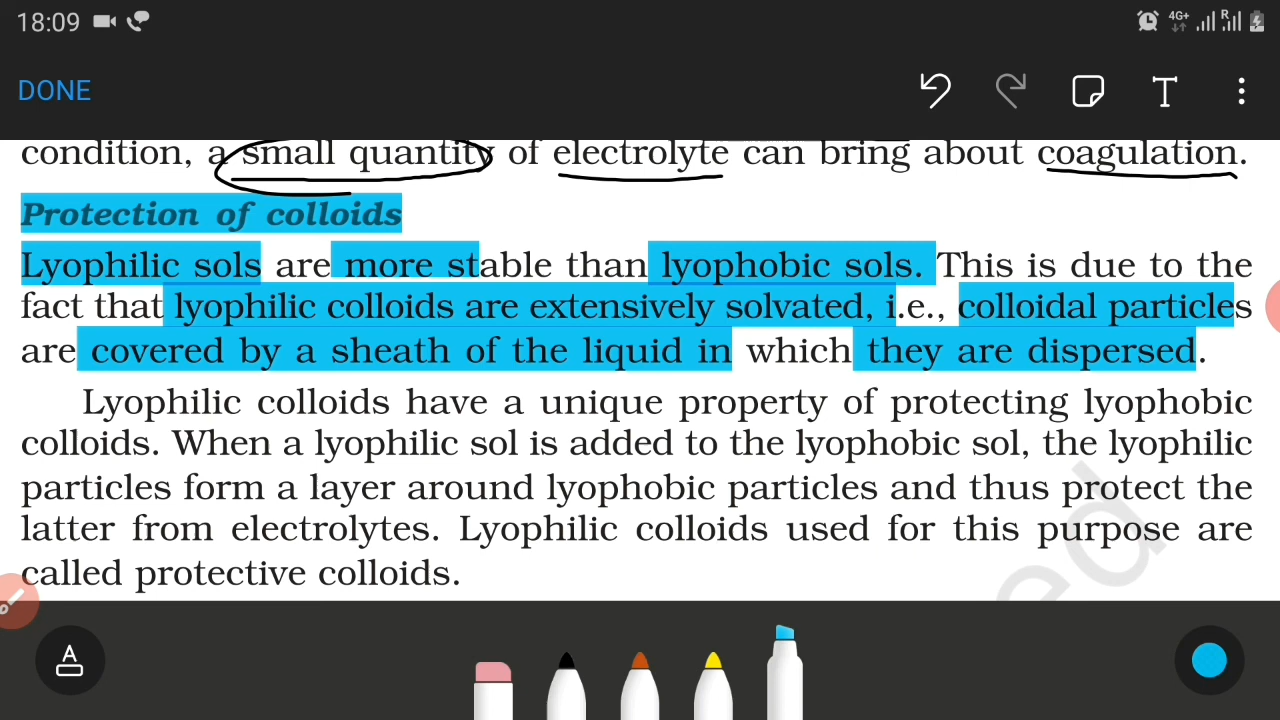 18:09 4G+ R
DONE T
condition, a small quantity of electrolyte can bring about coagulation.
Protection of colloids
Lyophilic sols are more stable than lyophobic sols. This is due to the
fact that lyophilic colloids are extensively solvated, i.e., colloidal particles
are covered by a sheath of the liquid in which they are dispersed.
Lyophilic colloids have a unique property of protecting lyophobic
colloids. When a lyophilic sol is added to the lyophobic sol, the lyophilic
particles form a layer around lyophobic particles and thus protect the
latter from electrolytes. Lyophilic colloids used for this purpose are
called protective colloids.
ed
A